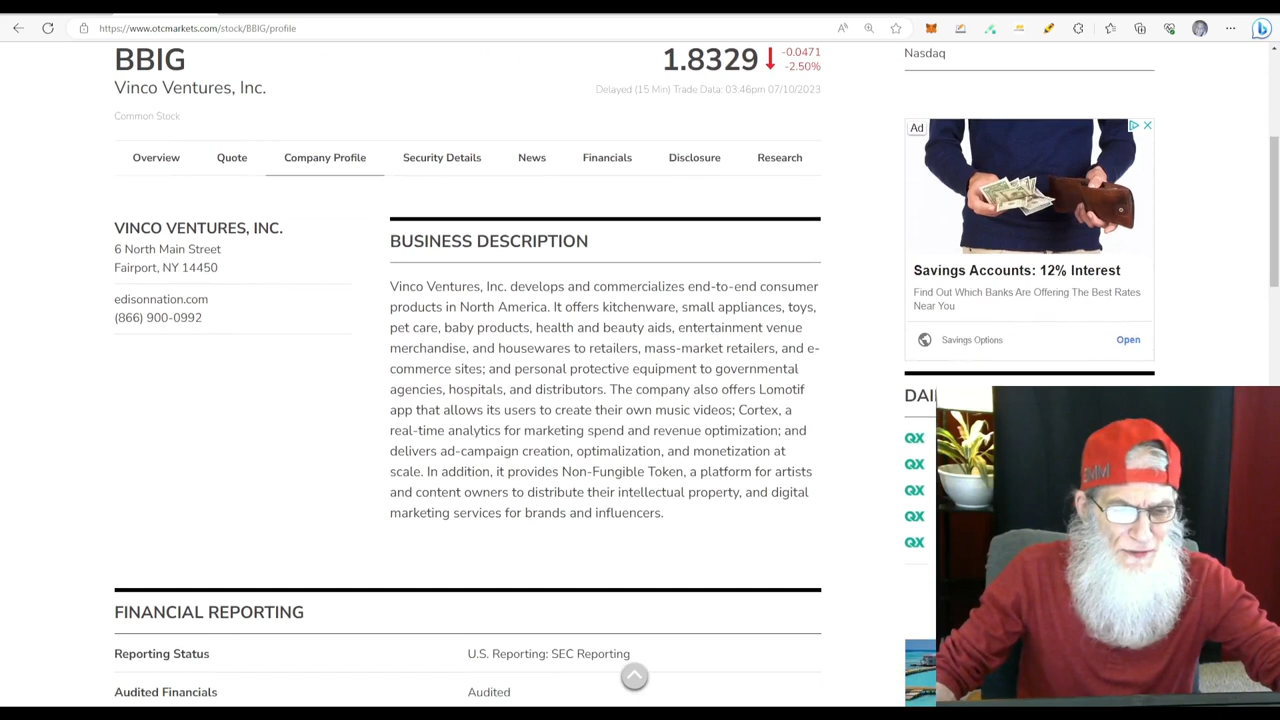 https://www.otcmarkets.com/stock/BBIG/profile
BBIG
1.8329
-0.0471
-2.50%
Vinco Ventures, Inc.
Delayed (15 Min) Trade Data: 03:46pm 07/10/2023
Common Stock
Overview Quote Company Profile Security Details News Financials Disclosure Research
VINCO VENTURES, INC.
6 North Main Street
Fairport, NY 14450
edisonnation.com
(866) 900-0992
BUSINESS DESCRIPTION
Vinco Ventures, Inc. develops and commercializes end-to-end consumer
products in North America. It offers kitchenware, small appliances, toys,
pet care, baby products, health and beauty aids, entertainment venue
merchandise, and housewares to retailers, mass-market retailers, and e-
commerce sites; and personal protective equipment to governmental
agencies, hospitals, and distributors. The company also offers Lomotif
app that allows its users to create their own music videos; Cortex, a
real-time analytics for marketing spend and revenue optimization; and
delivers ad-campaign creation, optimalization, and monetization at
scale. In addition, it provides Non-Fungible Token, a platform for artists
and content owners to distribute their intellectual property, and digital
marketing services for brands and influencers.
FINANCIAL REPORTING
Reporting Status U.S. Reporting: SEC Reporting
Audited Financials Audited
Nasdaq
Ad
Savings Accounts: 12% Interest
Find Out Which Banks Are Offering The Best Rates
Near You
Savings Options Open
DAI
QX
QX
QX
QX
QX